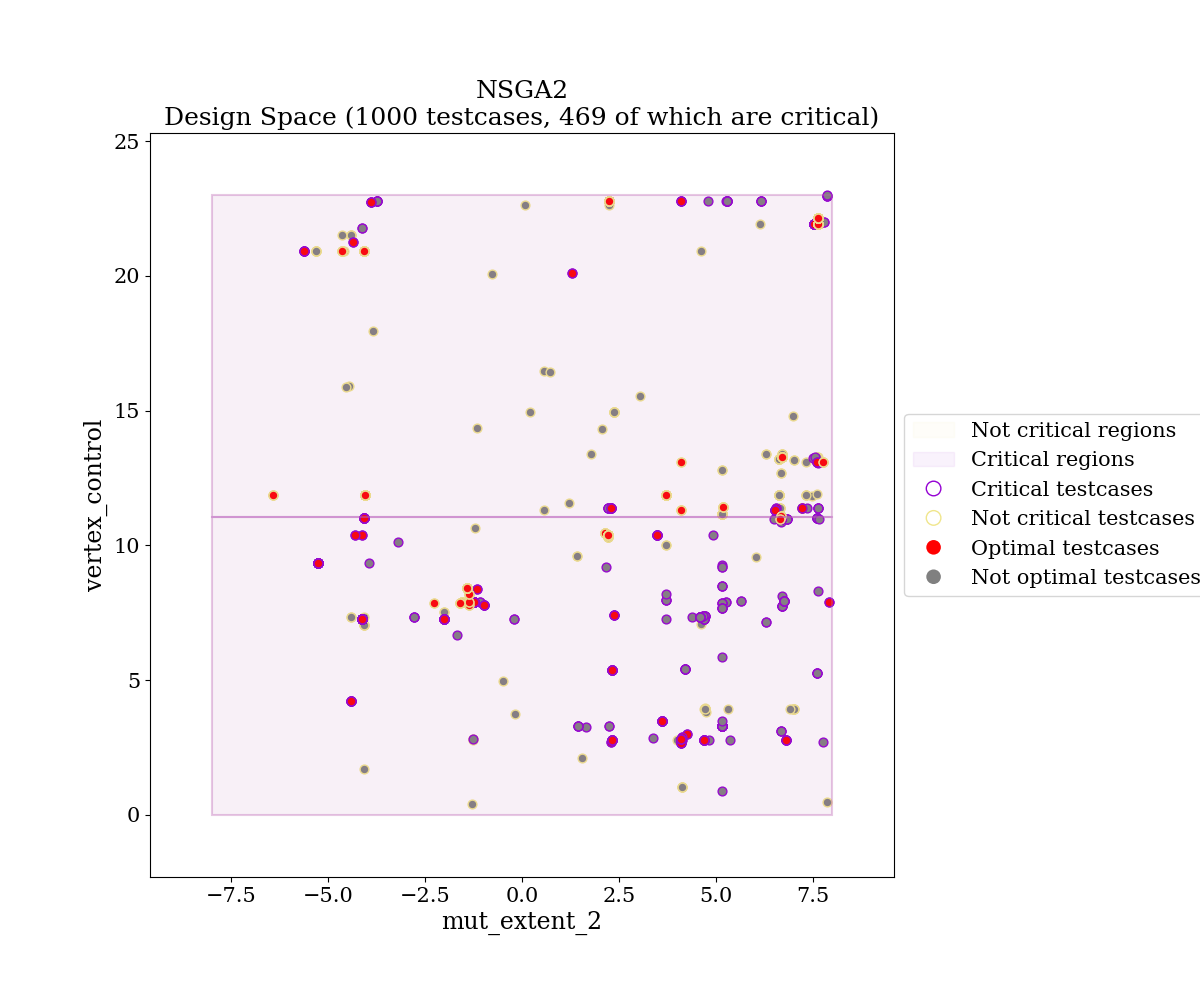 NSGA2
Design Space (1000 testcases, 469 of which are critical)
25
20
15
10
5
0
vertex_control
−7.5
−5.0
−2.5
0.0
2.5
5.0
7.5
mut_extent_2
Not critical regions
Critical regions
Critical testcases
Not critical testcases
Optimal testcases
Not optimal testcases